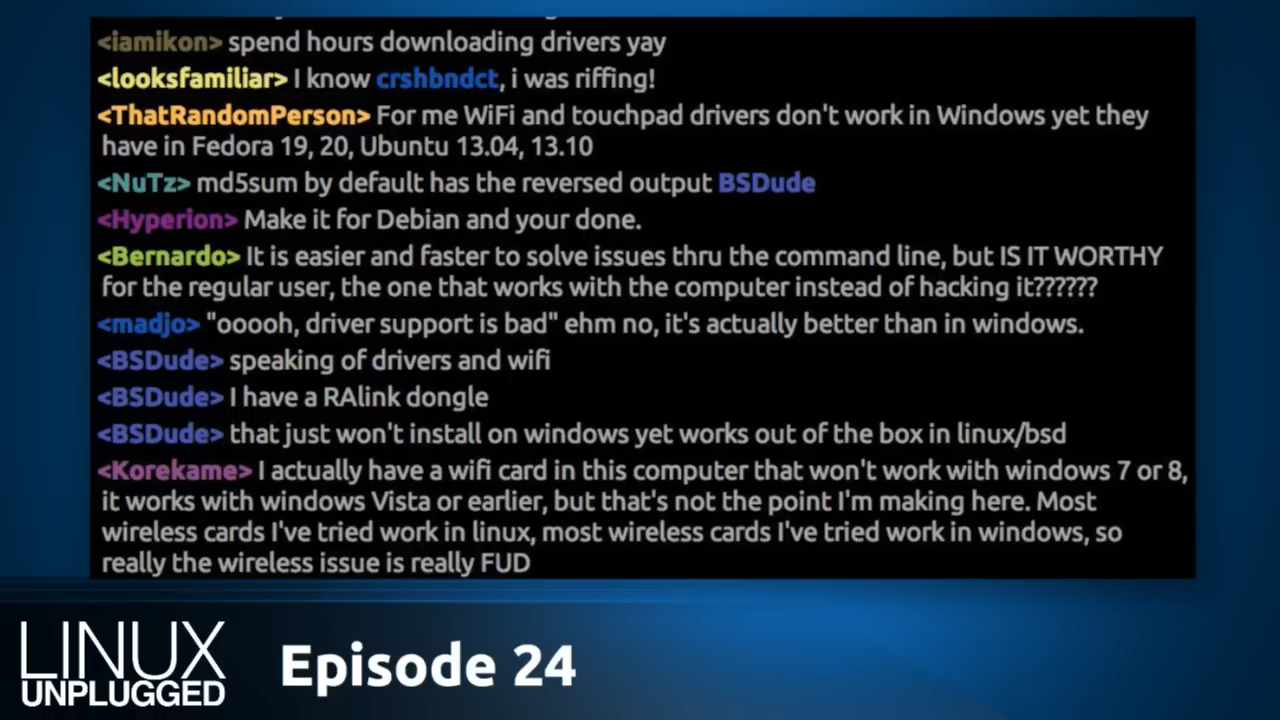 <iamikon> spend hours downloading drivers yay
<looksfamiliar> I know crshbndct, i was riffing!
<ThatRandomPerson> For me WiFi and touchpad drivers don't work in Windows yet they
have in Fedora 19, 20, Ubuntu 13.04, 13.10
<NuTz> md5sum by default has the reversed output BSDude
<Hyperion> Make it for Debian and your done.
<Bernardo> It is easier and faster to solve issues thru the command line, but IS IT WORTHY
for the regular user, the one that works with the computer instead of hacking it??????
<madjo> "ooooh, driver support is bad" ehm no, it's actually better than in windows.
<BSDude> speaking of drivers and wifi
<BSDude> I have a RAlink dongle
<BSDude> that just won't install on windows yet works out of the box in linux/bsd
<Korekame> I actually have a wifi card in this computer that won't work with windows 7 or 8,
it works with windows Vista or earlier, but that's not the point I'm making here. Most
wireless cards I've tried work in linux, most wireless cards I've tried work in windows, so
really the wireless issue is really FUD
LINUX
UNPLUGGED
Episode 24